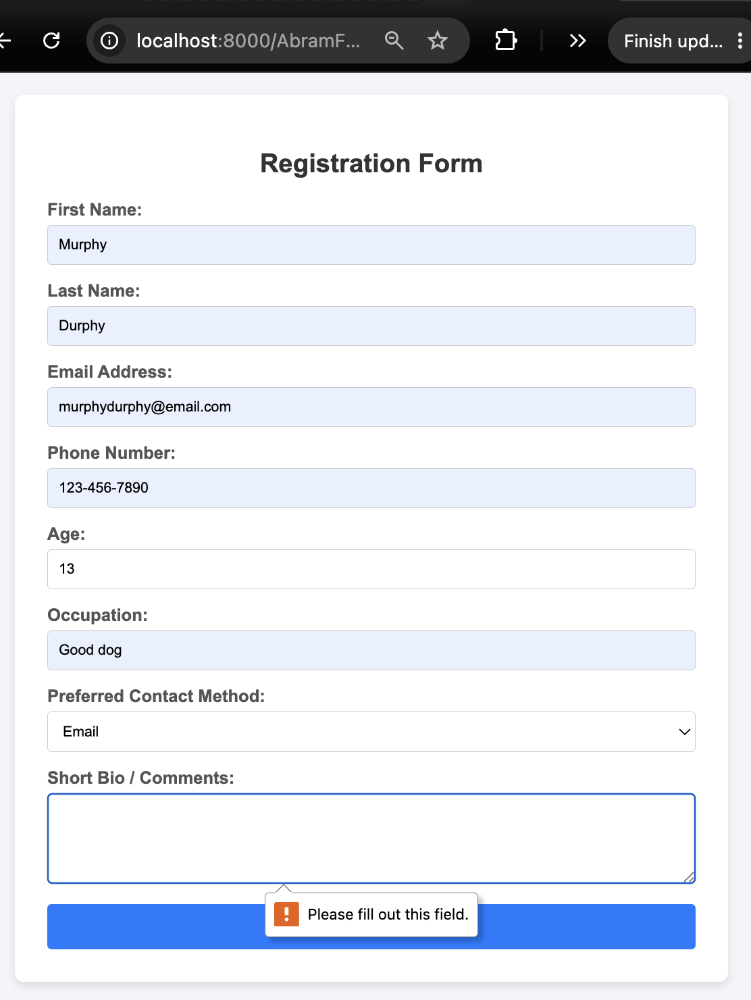 localhost:8000/AbramF...
Finish upd...
Registration Form
First Name:
Murphy
Last Name:
Durphy
Email Address:
murphydurphy@email.com
Phone Number:
123-456-7890
Age:
13
Occupation:
Good dog
Preferred Contact Method:
Email
Short Bio / Comments:
Please fill out this field.